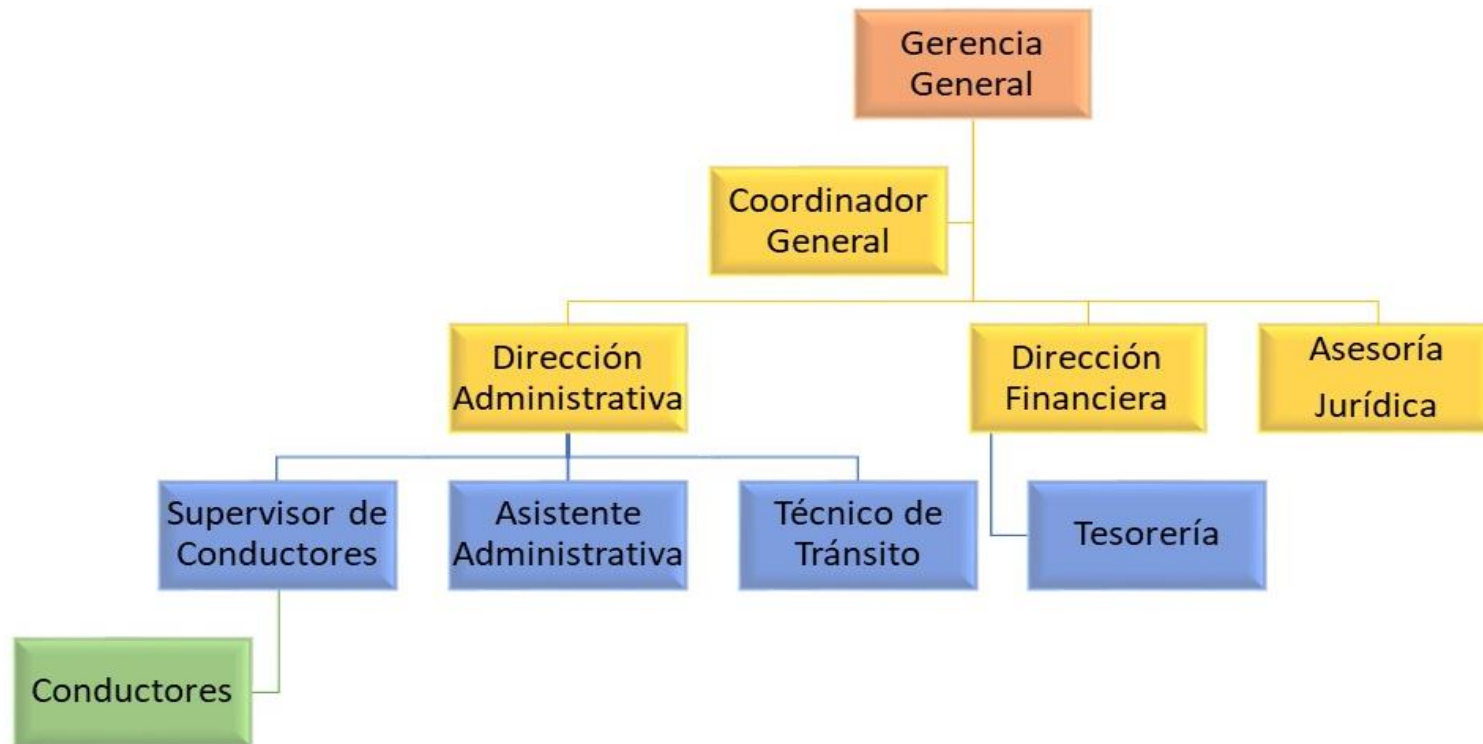 Gerencia
General
Coordinador
General
Dirección
Administrativa
Dirección
Financiera
Asesoría
Jurídica
Supervisor de
Conductores
Asistente
Administrativa
Técnico de
Tránsito
Tesorería
Conductores